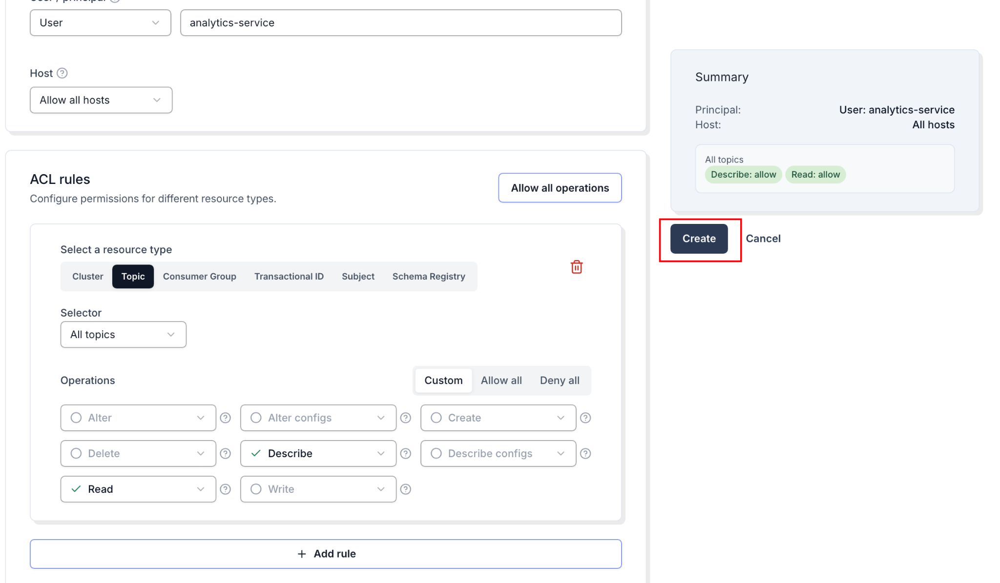 User / principal
User
analytics-service
Host
Allow all hosts
ACL rules
Configure permissions for different resource types.
Allow all operations
Select a resource type
Cluster
Topic
Consumer Group
Transactional ID
Subject
Schema Registry
Selector
All topics
Operations
Custom
Allow all
Deny all
Alter
Alter configs
Create
Delete
Describe
Describe configs
Read
Write
+ Add rule
Summary
Principal: User: analytics-service
Host: All hosts
All topics
Describe: allow
Read: allow
Create
Cancel